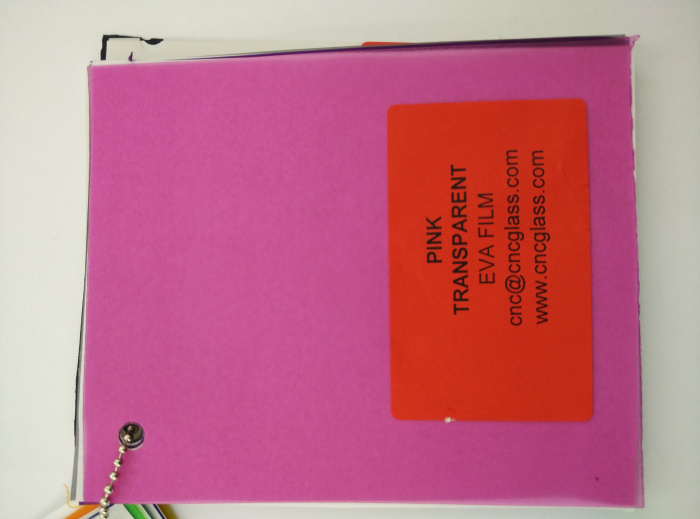 PINK
TRANSPARENT
EVA FILM
cnc@cncglass.com
www.cncglass.com